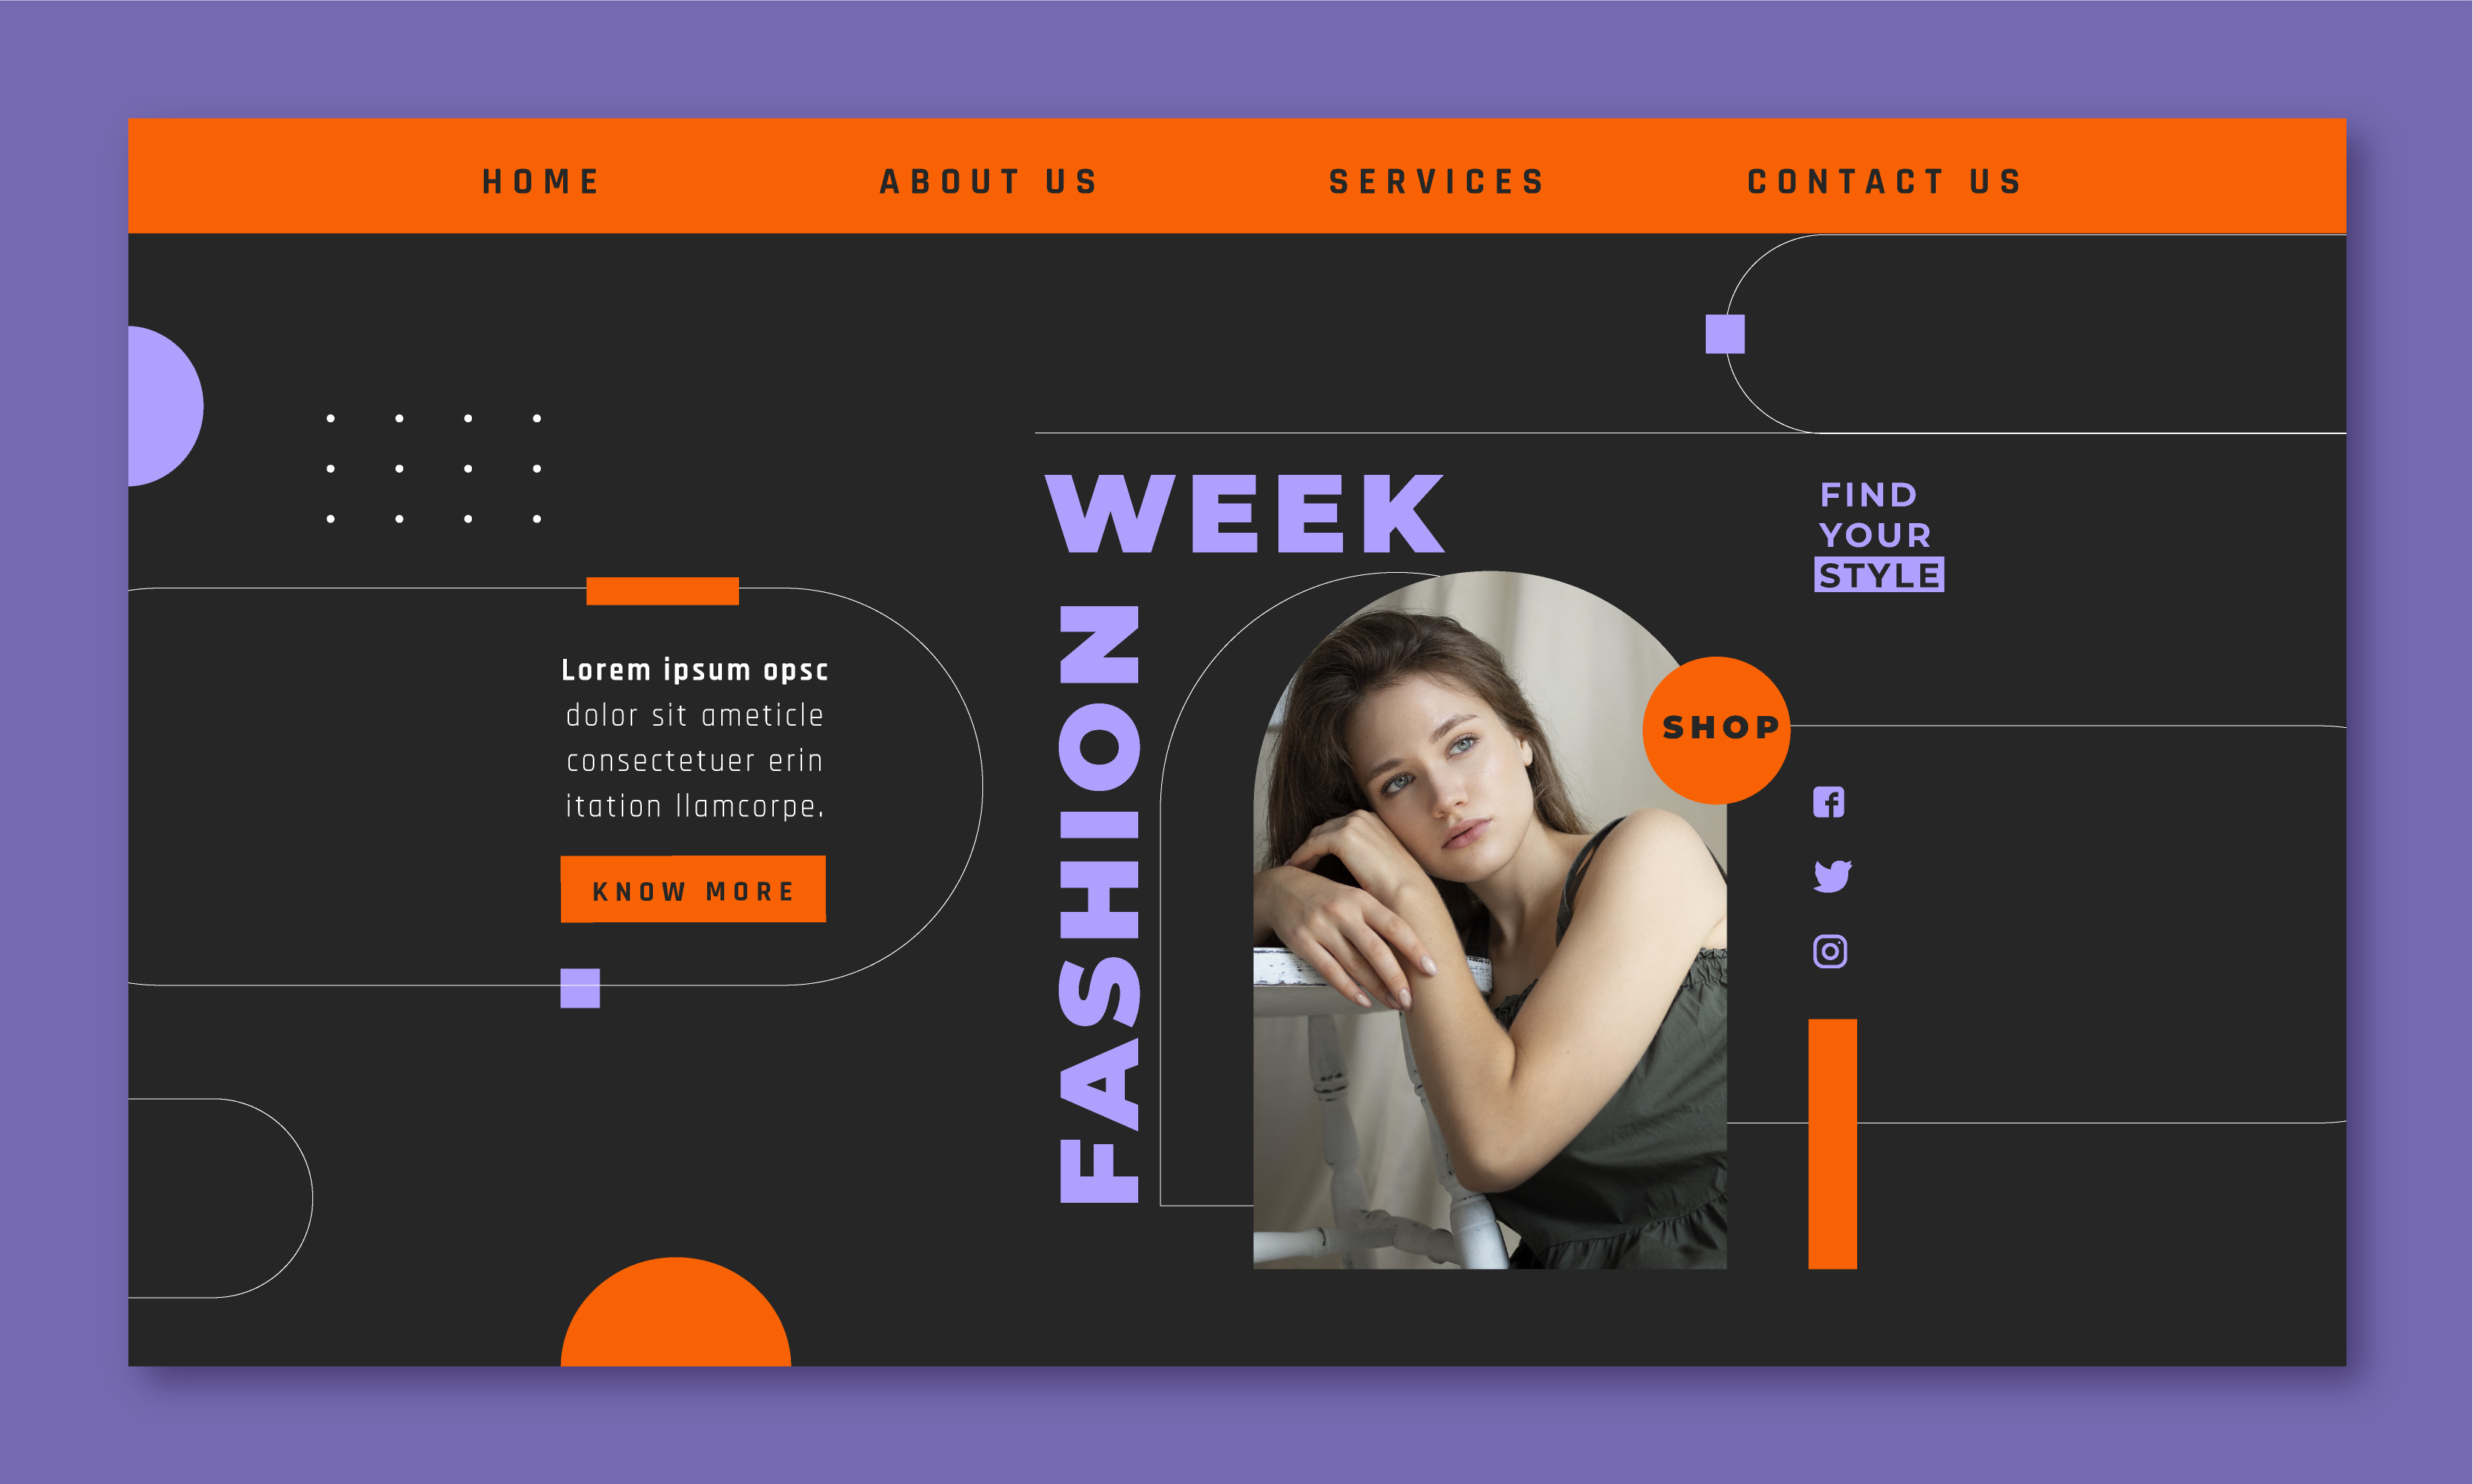 HOME
ABOUT US
SERVICES
CONTACT US
WEEK
FASHION
FIND
YOUR
STYLE
Lorem ipsum opsc
dolor sit ameticle
consectetuer erin
itation llamcorpe.
KNOW MORE
SHOP